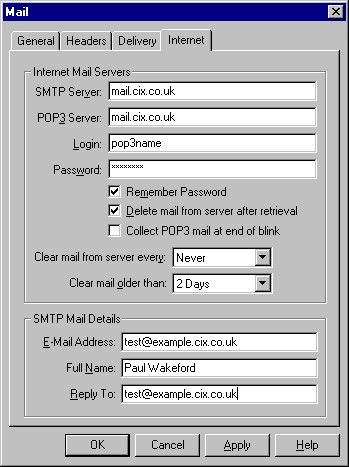 Mail
General Headers Delivery Internet
Internet Mail Servers
SMTP Server: mail.cix.co.uk
POP3 Server: mail.cix.co.uk
Login: pop3name
Password: ********
Remember Password
Delete mail from server after retrieval
Collect POP3 mail at end of blink
Clear mail from server every: Never
Clear mail older than: 2 Days
SMTP Mail Details
E-Mail Address: test@example.cix.co.uk
Full Name: Paul Wakeford
Reply To: test@example.cix.co.uk
OK Cancel Apply Help